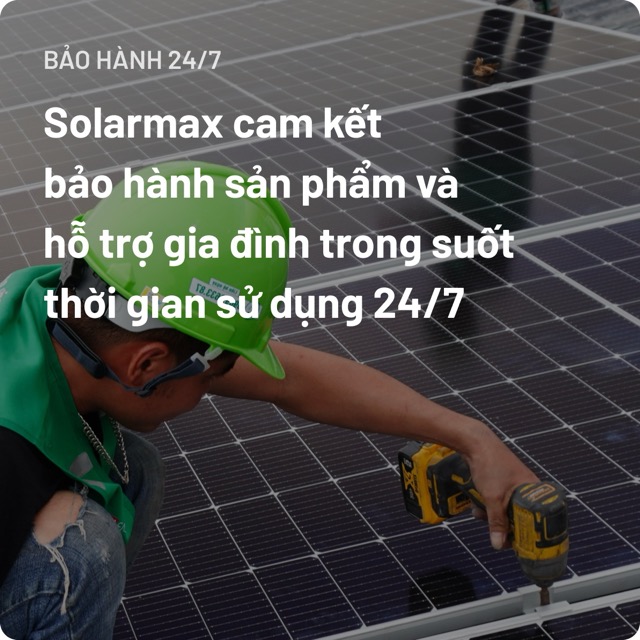 BẢO HÀNH 24/7
Solarmax cam kết
bảo hành sản phẩm và
hỗ trợ gia đình trong suốt
thời gian sử dụng 24/7